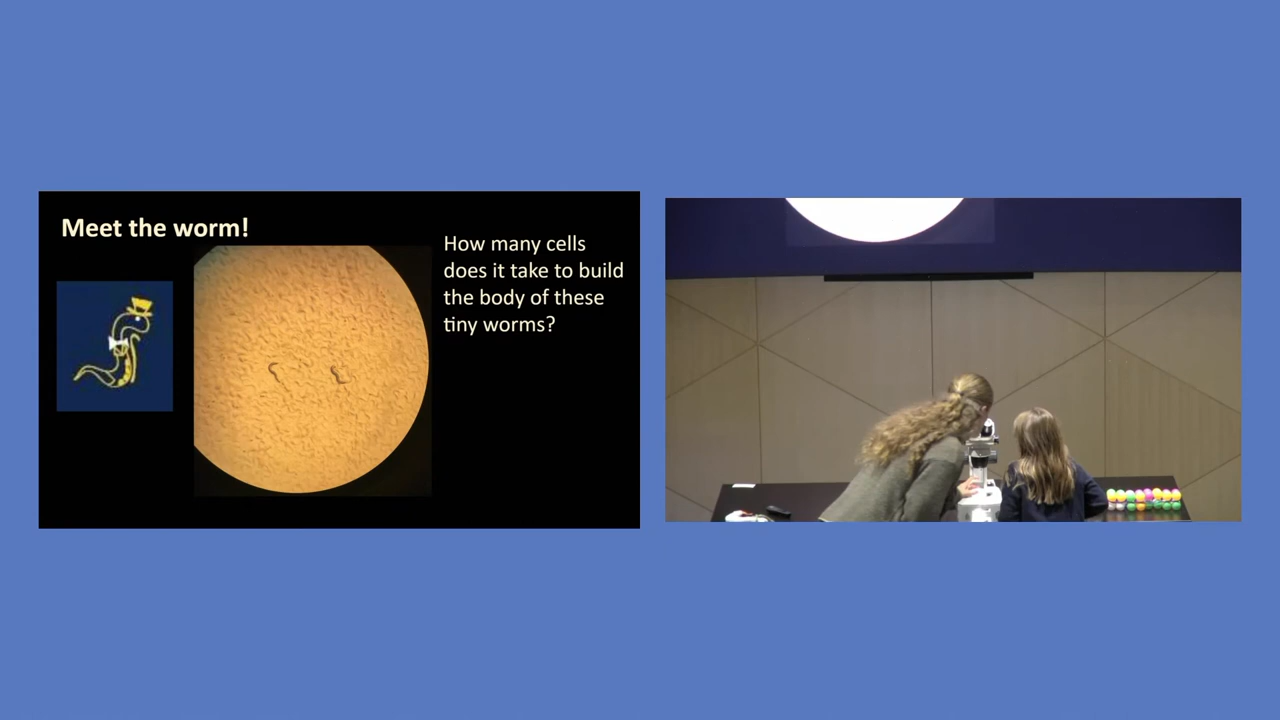 Meet the worm!
How many cells
does it take to build
the body of these
tiny worms?